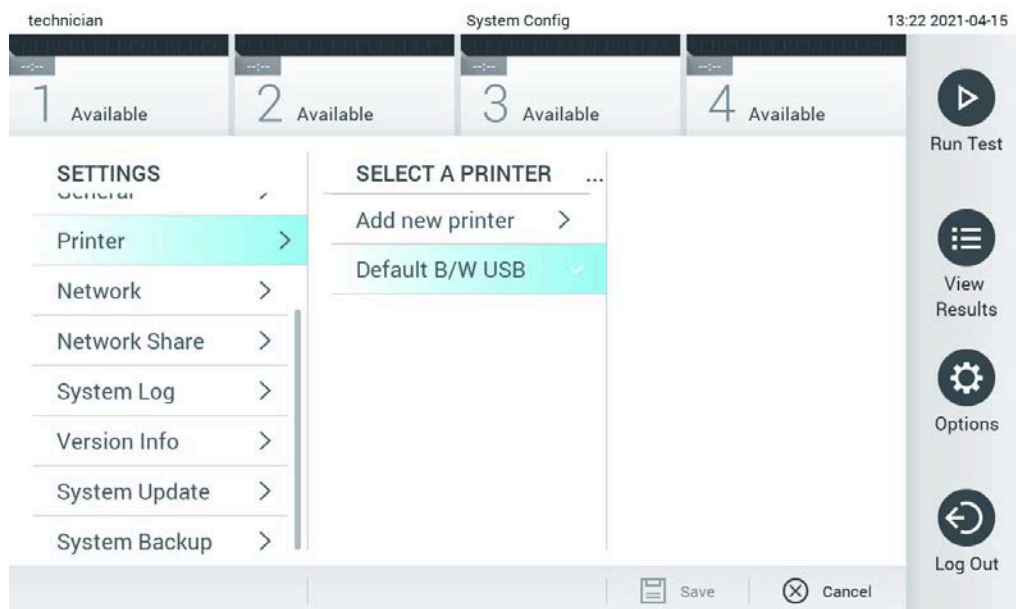 technician System Config 13:22 2021-04-15
--:-- --:-- --:-- --:--
1 Available 2 Available 3 Available 4 Available
Run Test
SETTINGS
General
Printer
Network
Network Share
System Log
Version Info
System Update
System Backup
SELECT A PRINTER ...
Add new printer
Default B/W USB
View
Results
Options
Log Out
Save Cancel